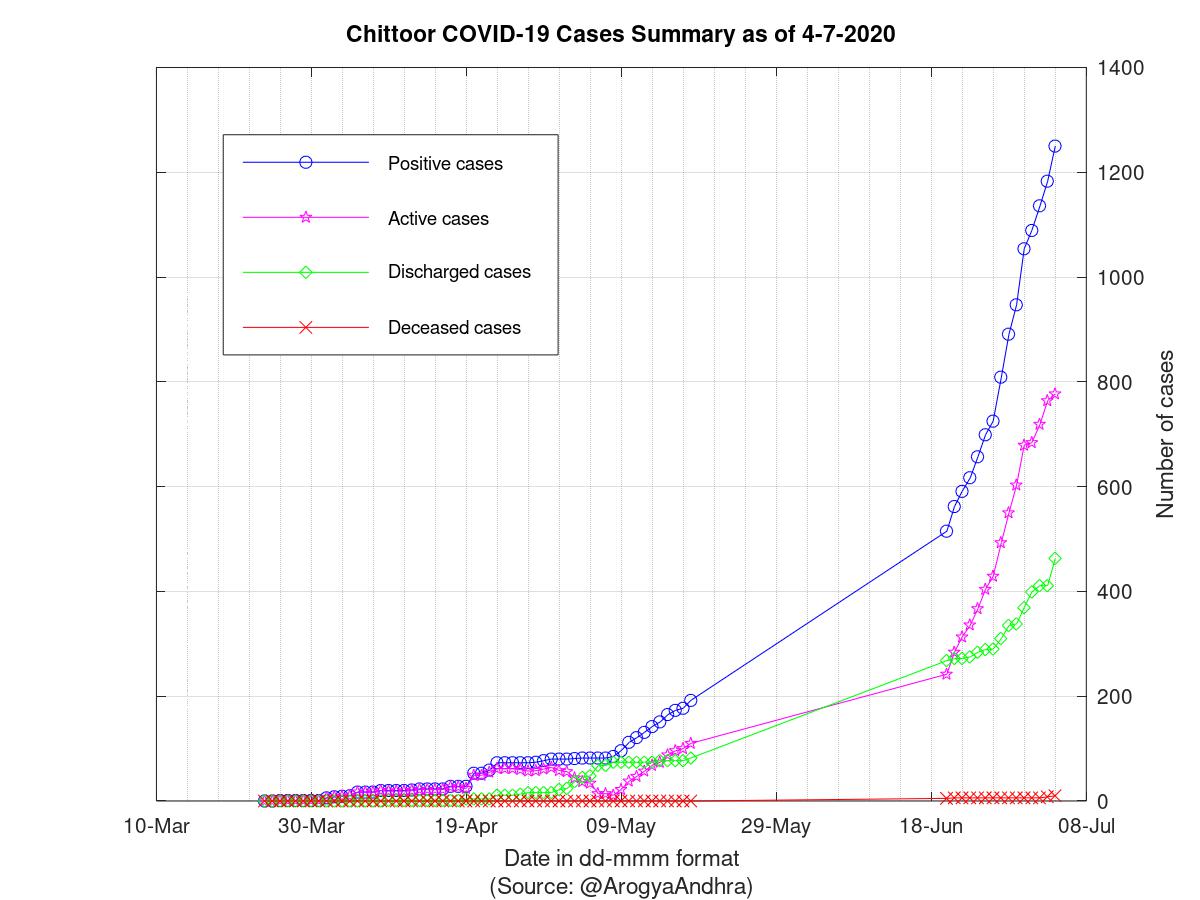 Chittoor COVID-19 Cases Summary as of 4-7-2020
1400
1200
1000
800
600
400
200
0
Number of cases
Positive cases
Active cases
Discharged cases
Deceased cases
10-Mar 30-Mar 19-Apr 09-May 29-May 18-Jun 08-Jul
Date in dd-mmm format
(Source: @ArogyaAndhra)